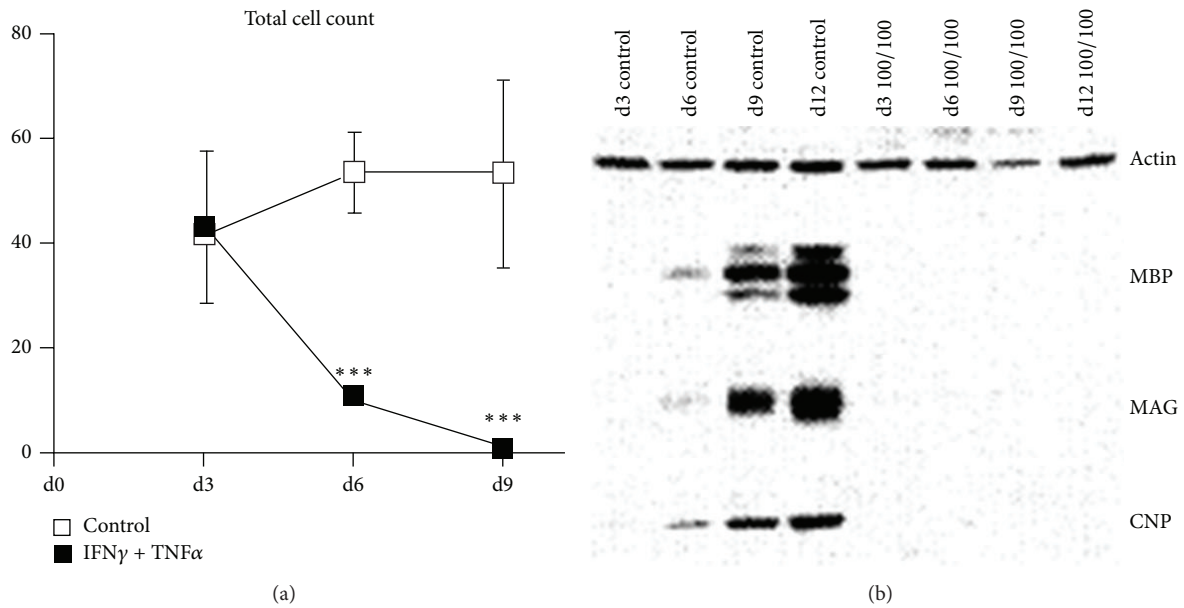 Total cell count
80
60
40
20
0
***
***
d0
d3
d6
d9
Control
IFNγ + TNFα
(a)
d3 control
d6 control
d9 control
d12 control
d3 100/100
d6 100/100
d9 100/100
d12 100/100
Actin
MBP
MAG
CNP
(b)